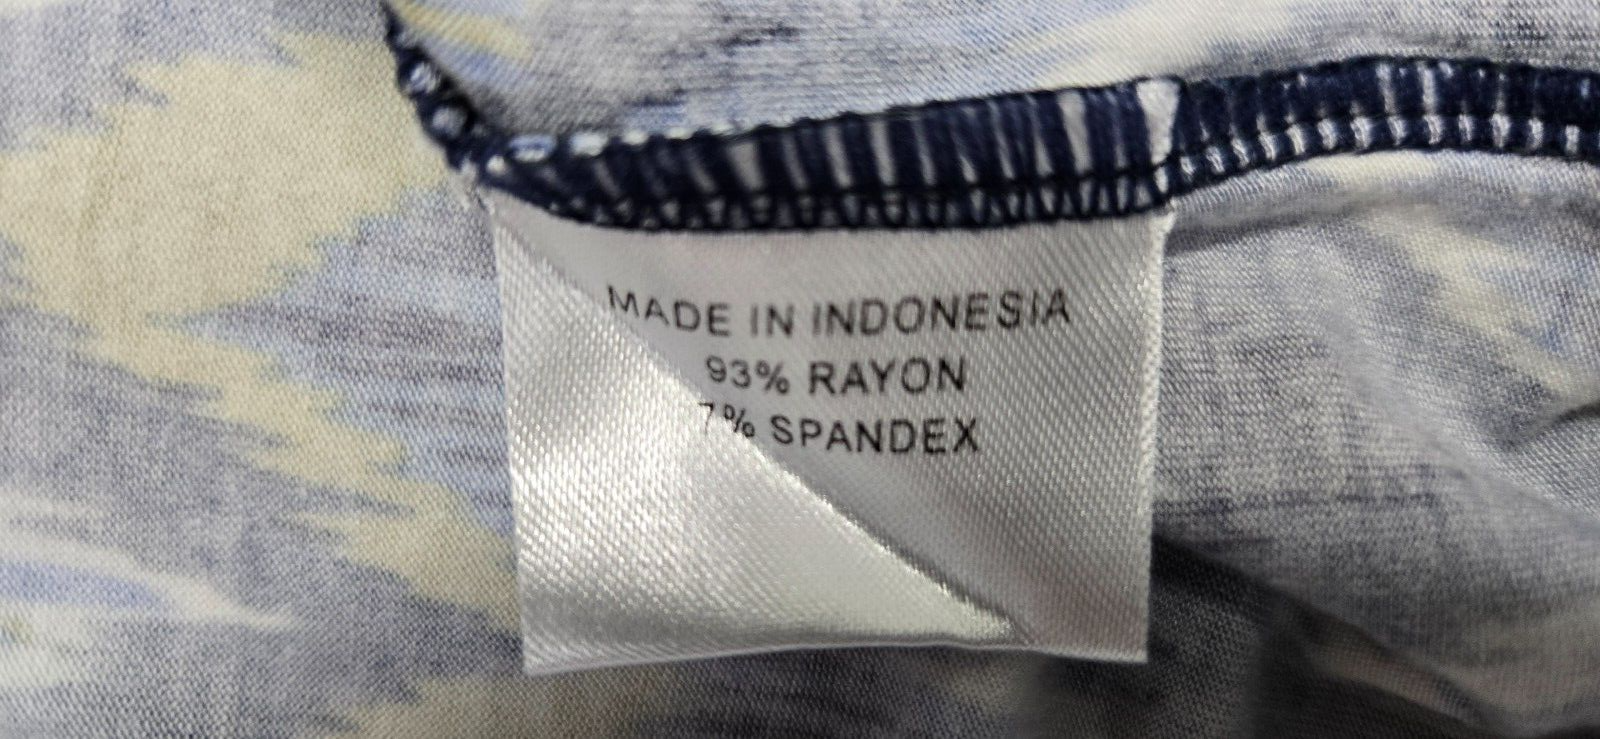 MADE IN INDONESIA
93% RAYON
7% SPANDEX